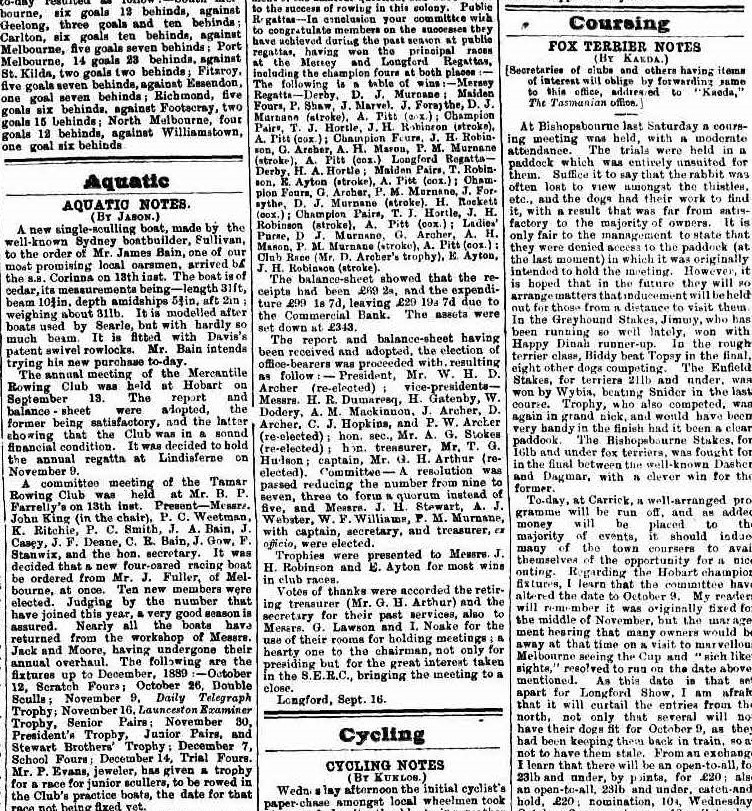 to-day resulted as follow:—South Mel-
bourne, six goals 12 behinds, against
Geelong, three goals and ten behinds;
Carlton, six goals ten behinds, against
Melbourne, five goals seven behinds; Port
Melbourne, 14 goals 23 behinds, against
St. Kilda, two goals two behinds; Fitzroy,
five goals seven behinds, against Essendon,
one goal seven behinds; Richmond, five
goals six behinds, against Footscray, two
goals 15 behinds; North Melbourne, four
goals 12 behinds, against Williamstown,
one goal six behinds
Aquatic
AQUATIC NOTES.
(BY JASON.)
A new single-sculling boat, made by the
well-known Sydney boatbuilder, Sullivan,
to the order of Mr. James Bain, one of our
most promising local oarsmen, arrived by
the s.s. Corinna on 13th inst. The boat is of
cedar, its measurements being—length 31ft,
beam 10¾in, depth amidships 5¾in, aft 2in;
weighing about 31lb. It is modelled after
boats used by Searle, but with hardly so
much beam. It is fitted with Davis's
patent swivel rowlocks. Mr. Bain intends
trying his new purchase to-day.
The annual meeting of the Mercantile
Rowing Club was held at Hobart on
September 13. The report and
balance-sheet were adopted, the
former being satisfactory, and the latter
showing that the Club was in a sound
financial condition. It was decided to hold
the annual regatta at Lindisferne on
November 9.
A committee meeting of the Tamar
Rowing Club was held at Mr. B. P.
Farrelly's on 13th inst. Present—Messrs.
John King (in the chair), P. C. Weetman,
K. Ritchie, P. C. Smith, J. A. Bain, J.
Casey, J. F. Deane, C. R. Bain, J. Gow, F.
Stanwix, and the hon. secretary. It was
decided that a new four-oared racing boat
be ordered from Mr. J. Fuller, of Mel-
bourne, at once. Ten new members were
elected. Judging by the number that
have joined this year, a very good season is
assured. Nearly all the boats have
returned from the workshop of Messrs.
Jack and Moore, having undergone their
annual overhaul. The following are the
fixtures up to December, 1889:—October
12, Scratch Fours; October 26, Double
Sculls; November 9, Daily Telegraph
Trophy; November 16, Launceston Examiner
Trophy, Senior Pairs; November 30,
President's Trophy, Junior Pairs, and
Stewart Brothers' Trophy; December 7,
School Fours; December 14, Trial Fours.
Mr. P. Evans, jeweler, has given a trophy
for a race for junior scullers, to be rowed in
the Club's practice boats, the date for that
race not being fixed yet.
to the success of rowing in this colony. Public
Regattas—In conclusion your committee wish
to congratulate members on the successes they
have achieved during the past season at public
regattas, having won the principal races
at the Mersey and Longford Regattas,
including the champion fours at both places:—
The following is a table of wins:—Mersey
Regatta—Derby, D. J. Murnane; Maiden
Fours, P. Shaw, J. Marvel, J. Forsythe, D. J.
Murnane (stroke), A. Pitt (cox.); Champion
Pairs, T. J. Hortle, J. H. Robinson (stroke),
A. Pitt (cox.); Champion Fours, J. H. Robin-
son, G. Archer, A. H. Mason, P. M. Murnane
(stroke), A. Pitt (cox.) Longford Regatta—
Derby, H. A. Hortle; Maiden Pairs, T. Robin-
son, E. Ayton (stroke), A. Pitt (cox.); Cham-
pion Fours, G. Archer, P. M. Murnane, J. For-
sythe, D. J. Murnane (stroke). H. Rockett
(cox.); Champion Pairs, T. J. Hortle, J. H.
Robinson (stroke), A. Pitt (cox.); Ladies'
Purse, D J. Murnane, G. Archer, A. H.
Mason, P. M. Murnane (stroke), A. Pitt (cox.);
Club Race (Mr. D. Archer's trophy), E. Ayton,
J. H. Robinson (stroke).
The balance-sheet showed that the re-
ceipts had been £69 2s, and the expendi-
ture £99 1s 7d, leaving £29 19s 7d due to
the Commercial Bank. The assets were
set down at £343.
The report and balance-sheet having
been received and adopted, the election of
office-bearers was proceeded with, resulting
as follow:—President, Mr. W. H. D.
Archer (re-elected); vice-presidents—
Messrs. H. R. Dumaresq, H. Gatenby, W.
Dodery, A. M. Mackinnon, J. Archer, D.
Archer, C. J. Hopkins, and P. W. Archer
(re-elected); hon. sec., Mr. A. G. Stokes
(re-elected); hon. treasurer, Mr. T. G.
Hudson; captain, Mr. G. H. Arthur (re-
elected). Committee—A resolution was
passed reducing the number from nine to
seven, three to form a quorum instead of
five, and Messrs. J. H. Stewart, A. J.
Webster, W. F. Williams, P. M. Murnane,
with captain, secretary, and treasurer, ex
officio, were elected.
Trophies were presented to Messrs. J.
H. Robinson and E. Ayton for most wins
in club races.
Votes of thanks were accorded the retir-
ing treasurer (Mr. G. H. Arthur) and the
secretary for their past services, also to
Messrs. G. Lawson and I. Noake for the
use of their rooms for holding meetings; a
hearty one to the chairman, not only for
presiding but for the great interest taken
in the S.E.R.C., bringing the meeting to a
close.
Longford, Sept. 16.
Cycling
CYCLING NOTES
(BY KUKLOS.)
Wednesday afternoon the initial cyclist's
paper-chase amongst local wheelmen took
Coursing
FOX TERRIER NOTES
(BY KAEDA.)
[Secretaries of clubs and others having items
of interest will oblige by forwarding same
to this office, addressed to "Kaeda,"
The Tasmanian office.]
At Bishopsbourne last Saturday a cours-
ing meeting was held, with a moderate
attendance. The trials were held in a
paddock which was entirely unsuited for
them. Suffice it to say that the rabbit was
often lost to view amongst the thistles,
etc., and the dogs had their work to find
it, with a result that was far from satis-
factory to the majority of owners. It is
only fair to the management to state that
they were denied access to the paddock (at
the last moment) in which it was originally
intended to hold the meeting. However, it
is hoped that in the future they will so
arrange matters that inducement will be held
out for those from a distance to visit them.
In the Greyhound Stakes, Jimmy, who has
been running so well lately, won with
Happy Dinah runner-up. In the rough
terrier class, Biddy beat Topsy in the final,
eight other dogs competing. The Enfield
Stakes, for terriers 21lb and under, was
won by Wybia, beating Snider in the last
course. Trophy, who also competed, was
again in grand nick, and would have been
very handy in the finish had it been a clear
paddock. The Bishopsbourne Stakes, for
16lb and under fox terriers, was fought for
in the final between the well-known Dasher
and Dagmar, with a clever win for the
former.
To-day, at Carrick, a well-arranged pro
gramme will be run off, and as added
money will be placed to the
majority of events, it should induce
many of the town coursers to avail
themselves of the opportunity for a nice
outing. Regarding the Hobart champion
fixtures, I learn that the committee have
altered the date to October 9. My readers
will remember it was originally fixed for
the middle of November, but the manage
ment hearing that many owners would be
away at that time on a visit to marvellous
Melbourne seeing the Cup and "sich like
sights," resolved to run on the date above
mentioned. As this date is that set
apart for Longford Show, I am afraid
that it will curtail the entries from the
north, not only that several will not
have their dogs fit for October 9, as they
had been keeping them back in train, so as
not to have them stale. From an exchange
I learn that there will be an open-to-all, for
23lb and under, by points, for £20; also
an open-to-all, 23lb and under, catch-and
hold, £20; nomination 10s, Wednesday